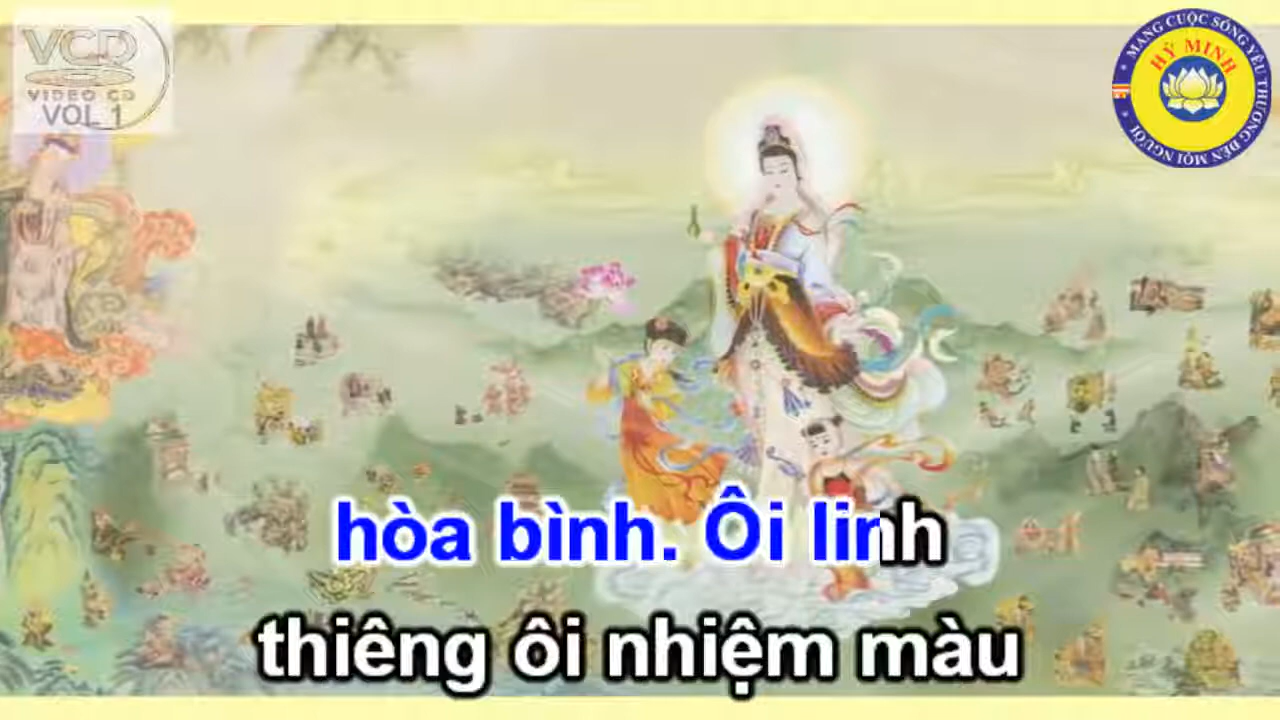 VCD
VIDEO CD
VOL 1
MANG CUỘC SỐNG YÊU THƯƠNG ĐẾN MỌI NGƯỜI
HỶ MINH
hòa bình. Ôi linh
thiêng ôi nhiệm màu